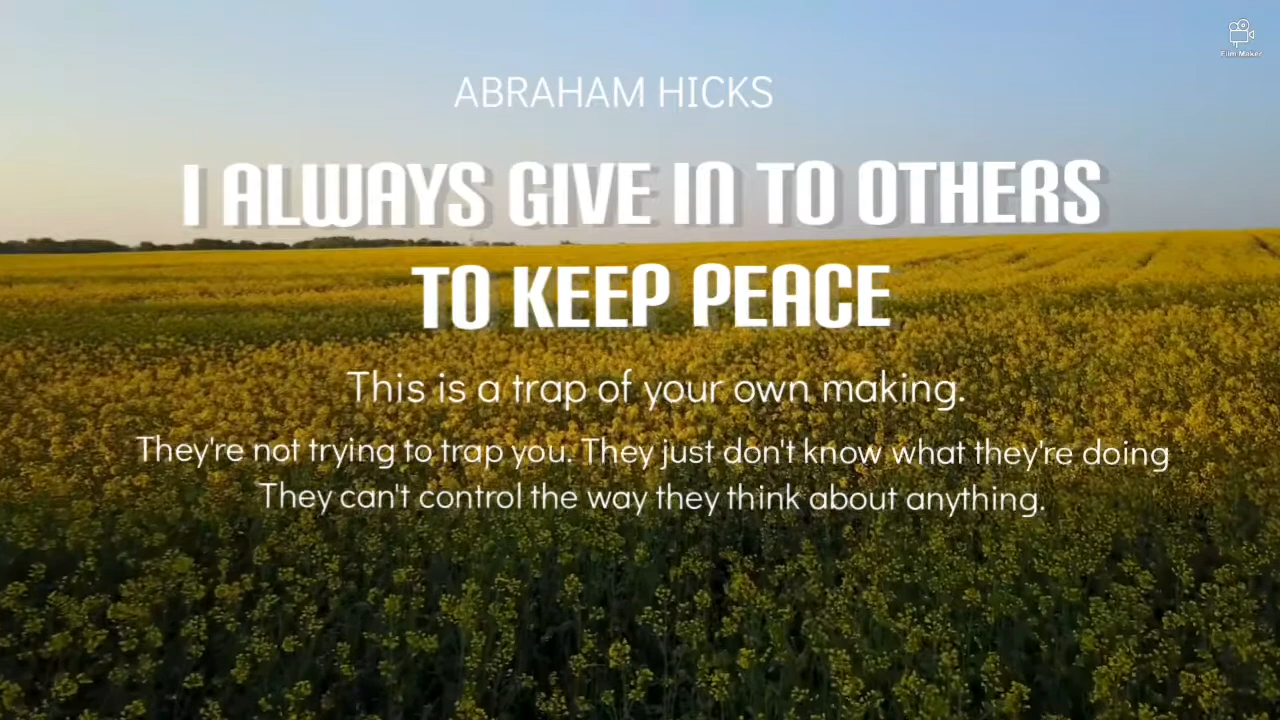 Film Maker
ABRAHAM HICKS
I ALWAYS GIVE IN TO OTHERS
TO KEEP PEACE
This is a trap of your own making.
They're not trying to trap you. They just don't know what they're doing
They can't control the way they think about anything.